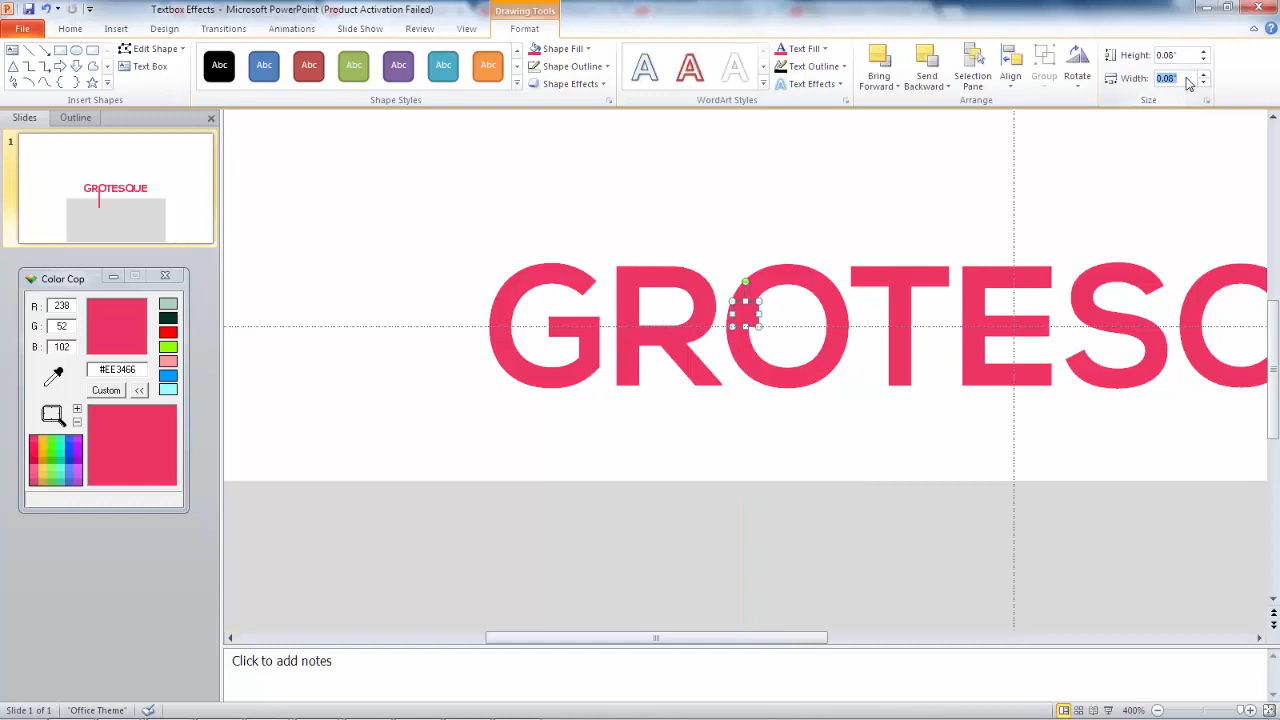 Textbox Effects - Microsoft PowerPoint (Product Activation Failed)
Drawing Tools
File Home Insert Design Transitions Animations Slide Show Review View Format
Edit Shape
Text Box
Insert Shapes
Abc Abc Abc Abc Abc Abc Abc
Shape Fill
Shape Outline
Shape Effects
Shape Styles
A A A
Text Fill
Text Outline
Text Effects
WordArt Styles
Bring Forward
Send Backward
Selection Pane
Align
Group
Rotate
Arrange
Height: 0.08"
Width: 0.08"
Size
Slides Outline
1
GROTESQUE
Color Cop
R: 238
G: 52
B: 102
#EE3466
Custom <<
GROTESQ
Click to add notes
Slide 1 of 1 "Office Theme" 400%